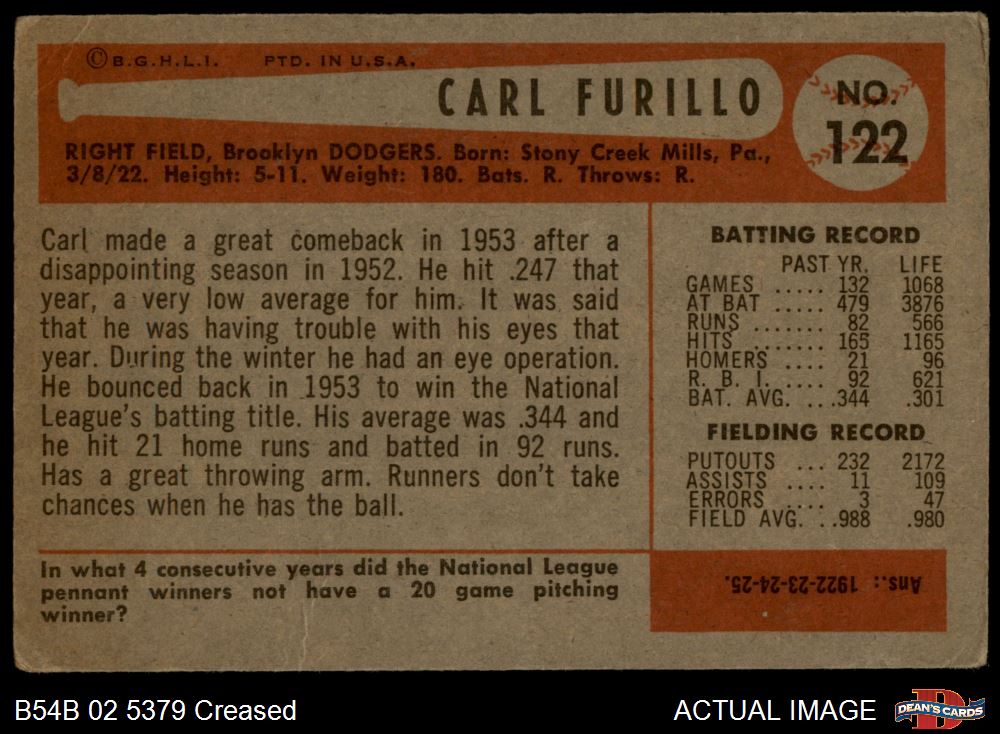 ©B.G.H.L.I. PTD. IN U.S.A.
CARL FURILLO
NO.
122
RIGHT FIELD, Brooklyn DODGERS. Born: Stony Creek Mills, Pa.,
3/8/22. Height: 5-11. Weight: 180. Bats. R. Throws: R.
Carl made a great comeback in 1953 after a
disappointing season in 1952. He hit .247 that
year, a very low average for him. It was said
that he was having trouble with his eyes that
year. During the winter he had an eye operation.
He bounced back in 1953 to win the National
League's batting title. His average was .344 and
he hit 21 home runs and batted in 92 runs.
Has a great throwing arm. Runners don't take
chances when he has the ball.
In what 4 consecutive years did the National League
pennant winners not have a 20 game pitching
winner?
BATTING RECORD
PAST YR. LIFE
GAMES ..... 132 1068
AT BAT ..... 479 3876
RUNS ....... 82 566
HITS ....... 165 1165
HOMERS .... 21 96
R. B. I. .... 92 621
BAT. AVG. ...344 .301
FIELDING RECORD
PUTOUTS ... 232 2172
ASSISTS .... 11 109
ERRORS .... 3 47
FIELD AVG. ..988 .980
Ans.: 1922-23-24-25.
B54B 02 5379 Creased
ACTUAL IMAGE
DEAN'S CARDS